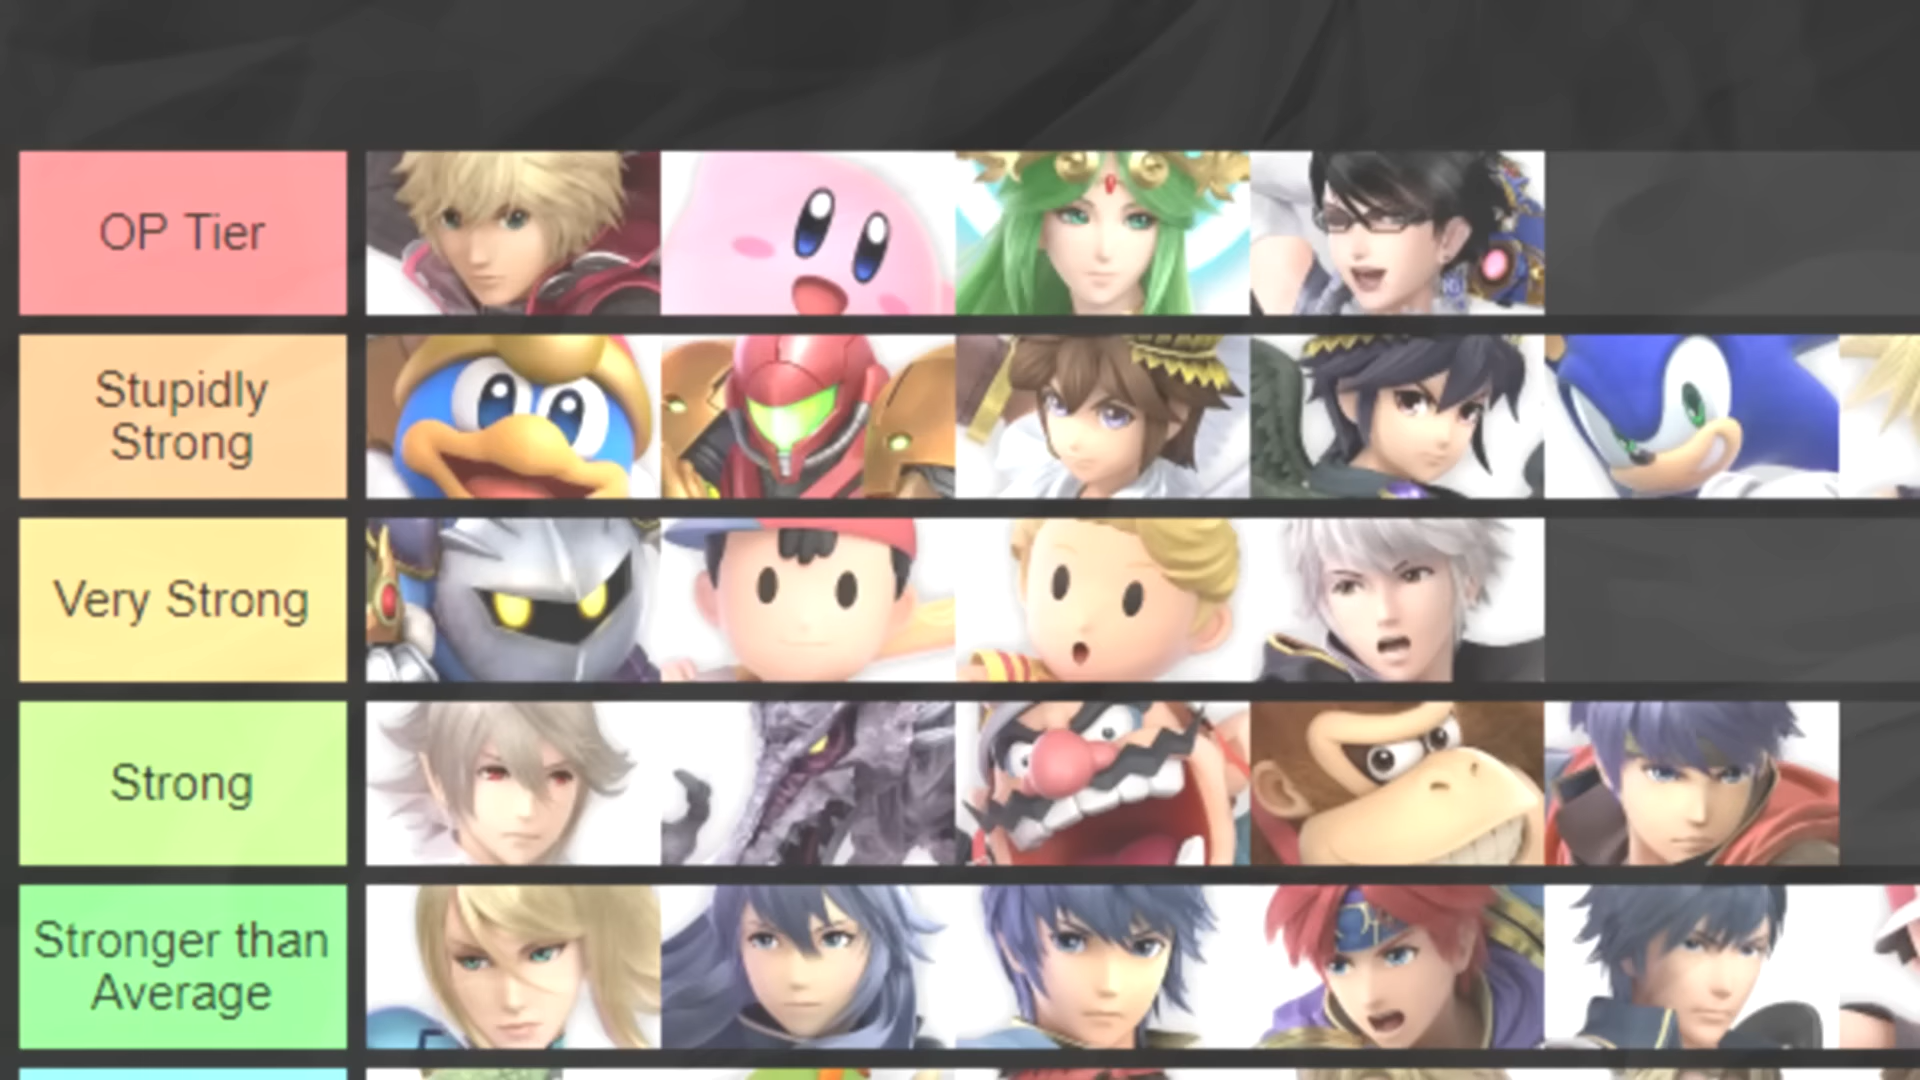 OP Tier
Stupidly
Strong
Very Strong
Strong
Stronger than
Average